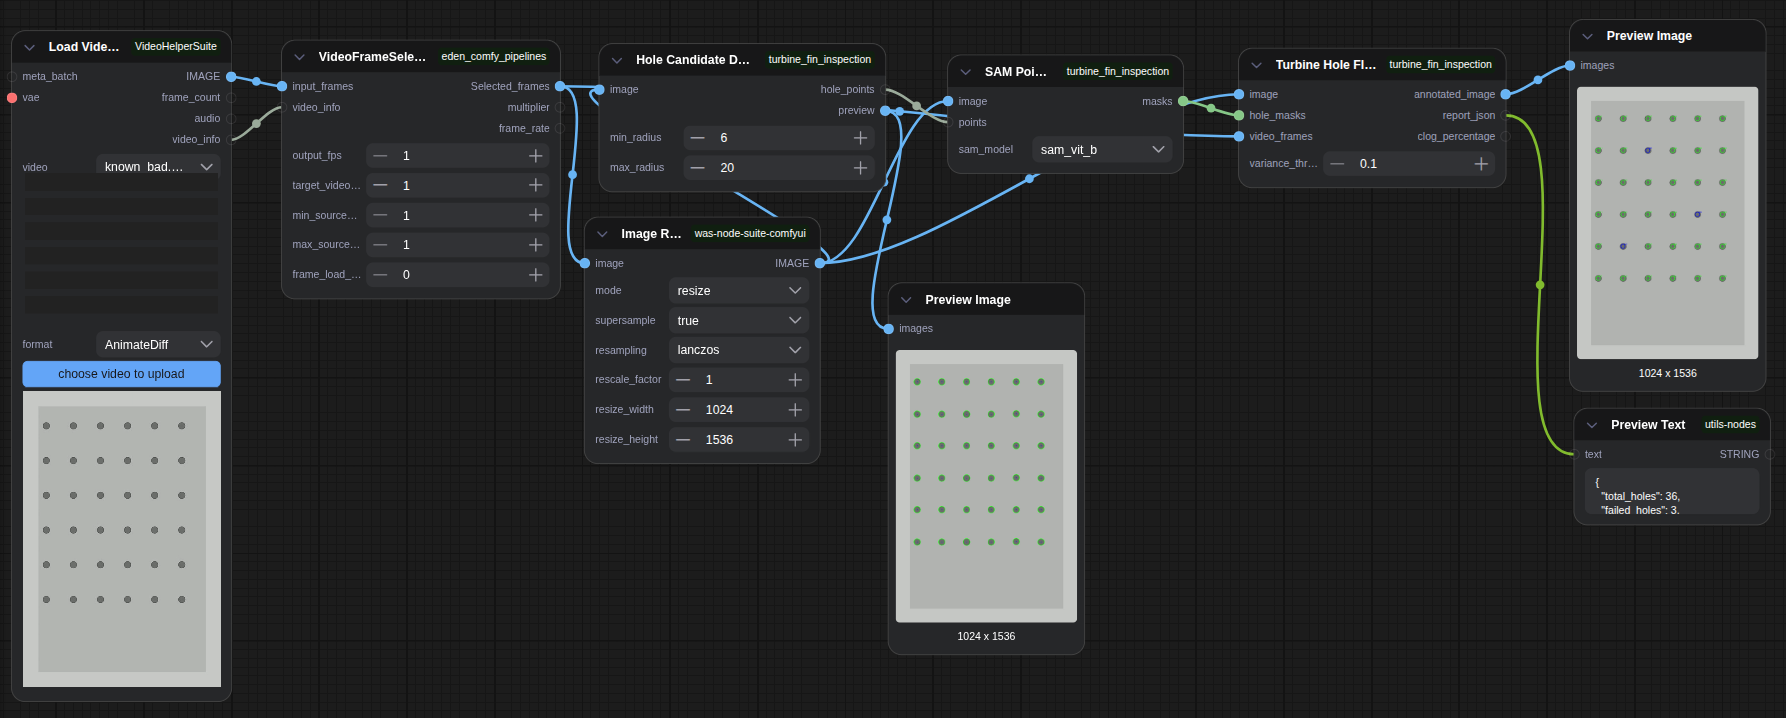 Load Vide… VideoHelperSuite
meta_batch IMAGE
vae frame_count
audio
video_info
video known_bad.…
format AnimateDiff
choose video to upload
VideoFrameSele… eden_comfy_pipelines
input_frames Selected_frames
video_info multiplier
frame_rate
output_fps 1
target_video… 1
min_source… 1
max_source… 1
frame_load_… 0
Hole Candidate D… turbine_fin_inspection
image hole_points
preview
min_radius 6
max_radius 20
Image R… was-node-suite-comfyui
image IMAGE
mode resize
supersample true
resampling lanczos
rescale_factor 1
resize_width 1024
resize_height 1536
SAM Poi… turbine_fin_inspection
image masks
points
sam_model sam_vit_b
Preview Image
images
1024 x 1536
Turbine Hole Fl… turbine_fin_inspection
image annotated_image
hole_masks report_json
video_frames clog_percentage
variance_thr… 0.1
Preview Image
images
1024 x 1536
Preview Text utils-nodes
text STRING
{
"total_holes": 36,
"failed_holes": 3,